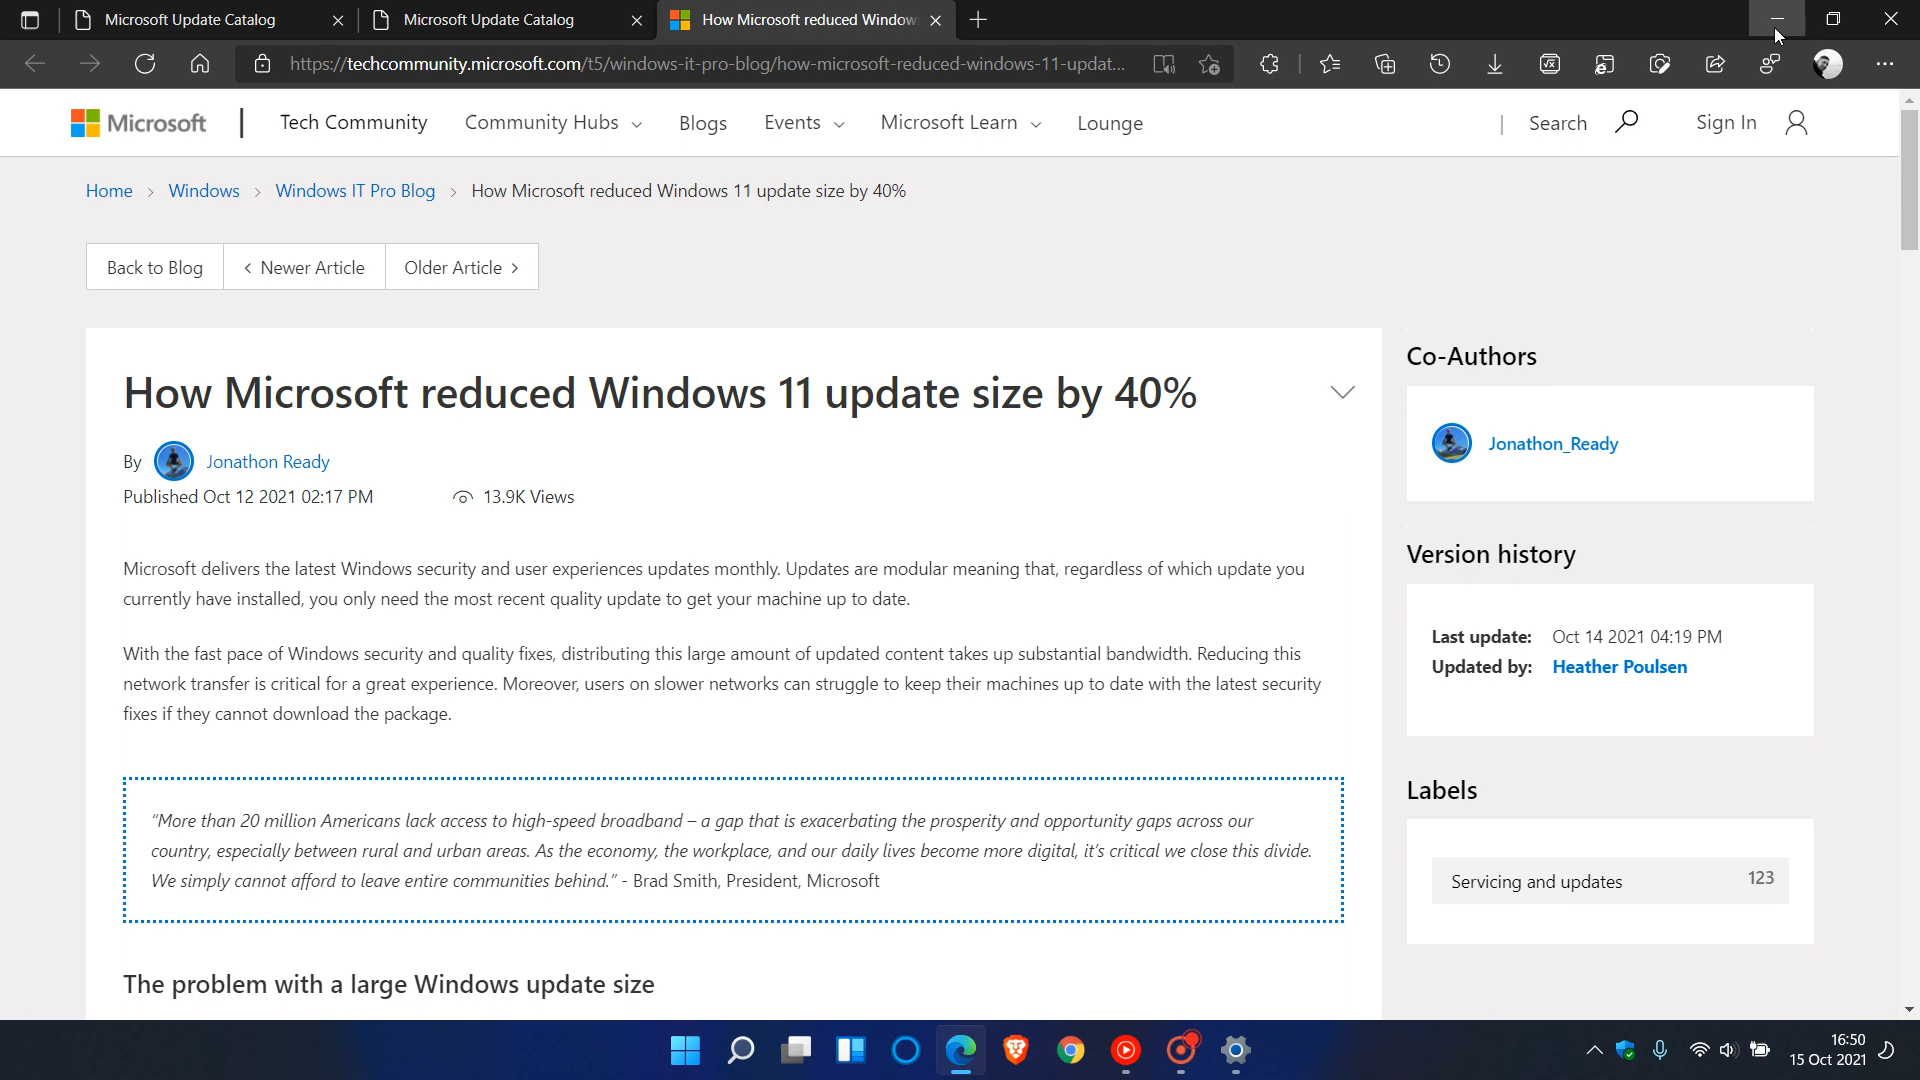 Microsoft Update Catalog
Microsoft Update Catalog
How Microsoft reduced Window
https://techcommunity.microsoft.com/t5/windows-it-pro-blog/how-microsoft-reduced-windows-11-updat...
Microsoft
Tech Community
Community Hubs
Blogs
Events
Microsoft Learn
Lounge
Search
Sign In
Home > Windows > Windows IT Pro Blog > How Microsoft reduced Windows 11 update size by 40%
Back to Blog
< Newer Article
Older Article >
How Microsoft reduced Windows 11 update size by 40%
By Jonathon Ready
Published Oct 12 2021 02:17 PM
13.9K Views
Microsoft delivers the latest Windows security and user experiences updates monthly. Updates are modular meaning that, regardless of which update you
currently have installed, you only need the most recent quality update to get your machine up to date.
With the fast pace of Windows security and quality fixes, distributing this large amount of updated content takes up substantial bandwidth. Reducing this
network transfer is critical for a great experience. Moreover, users on slower networks can struggle to keep their machines up to date with the latest security
fixes if they cannot download the package.
"More than 20 million Americans lack access to high-speed broadband – a gap that is exacerbating the prosperity and opportunity gaps across our
country, especially between rural and urban areas. As the economy, the workplace, and our daily lives become more digital, it's critical we close this divide.
We simply cannot afford to leave entire communities behind." - Brad Smith, President, Microsoft
The problem with a large Windows update size
Co-Authors
Jonathon_Ready
Version history
Last update: Oct 14 2021 04:19 PM
Updated by: Heather Poulsen
Labels
Servicing and updates 123
16:50
15 Oct 2021